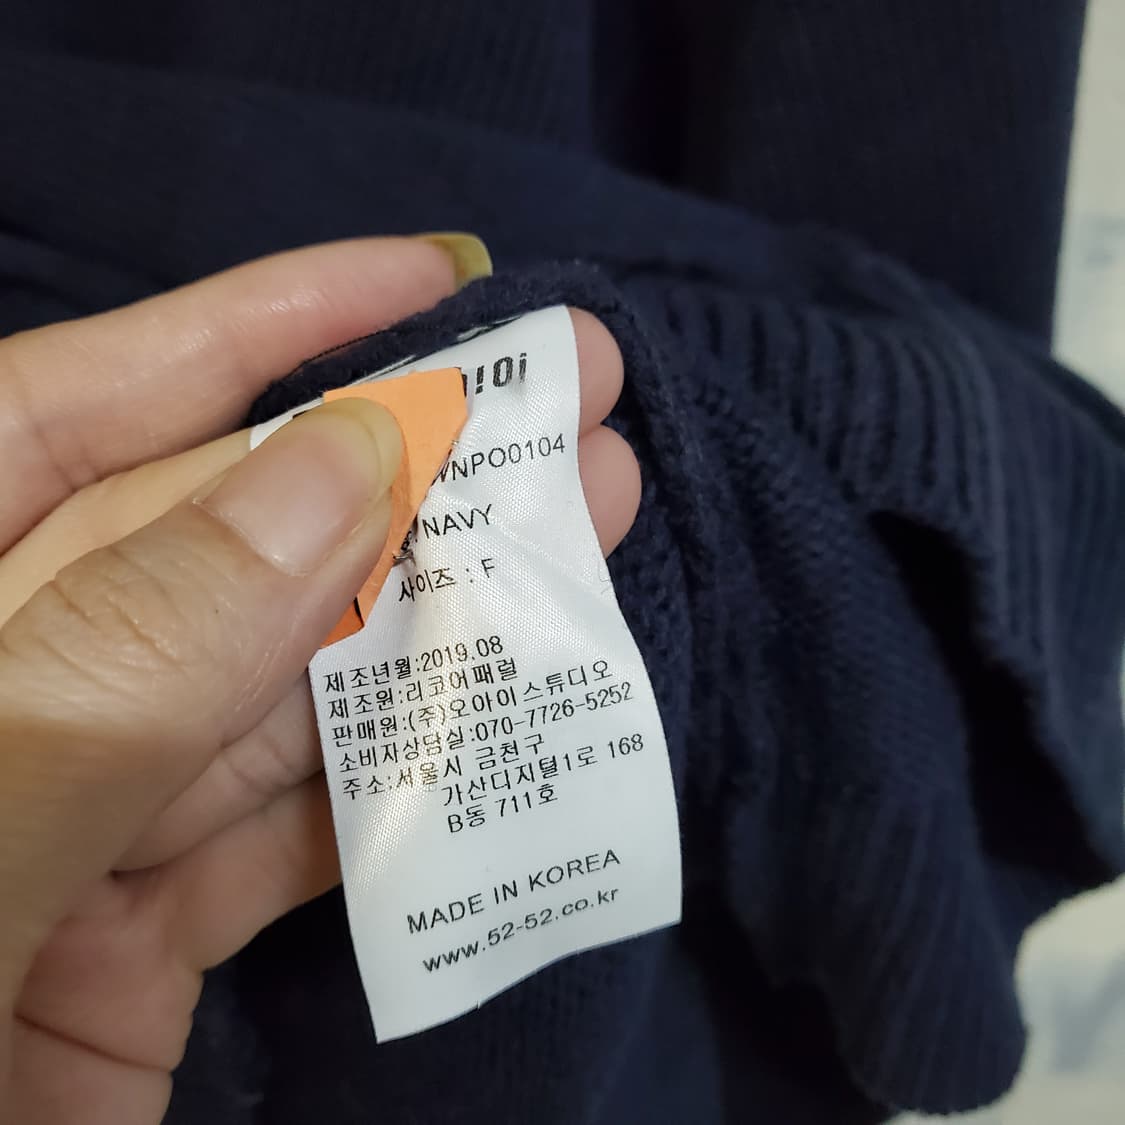 WNPO0104
NAVY
사이즈 : F
제조년월:2019.08
제조원:리코어패럴
판매원:(주)오아이스튜디오
소비자상담실:070-7726-5252
주소:서울시 금천구
가산디지털1로 168
B동 711호
MADE IN KOREA
www.52-52.co.kr